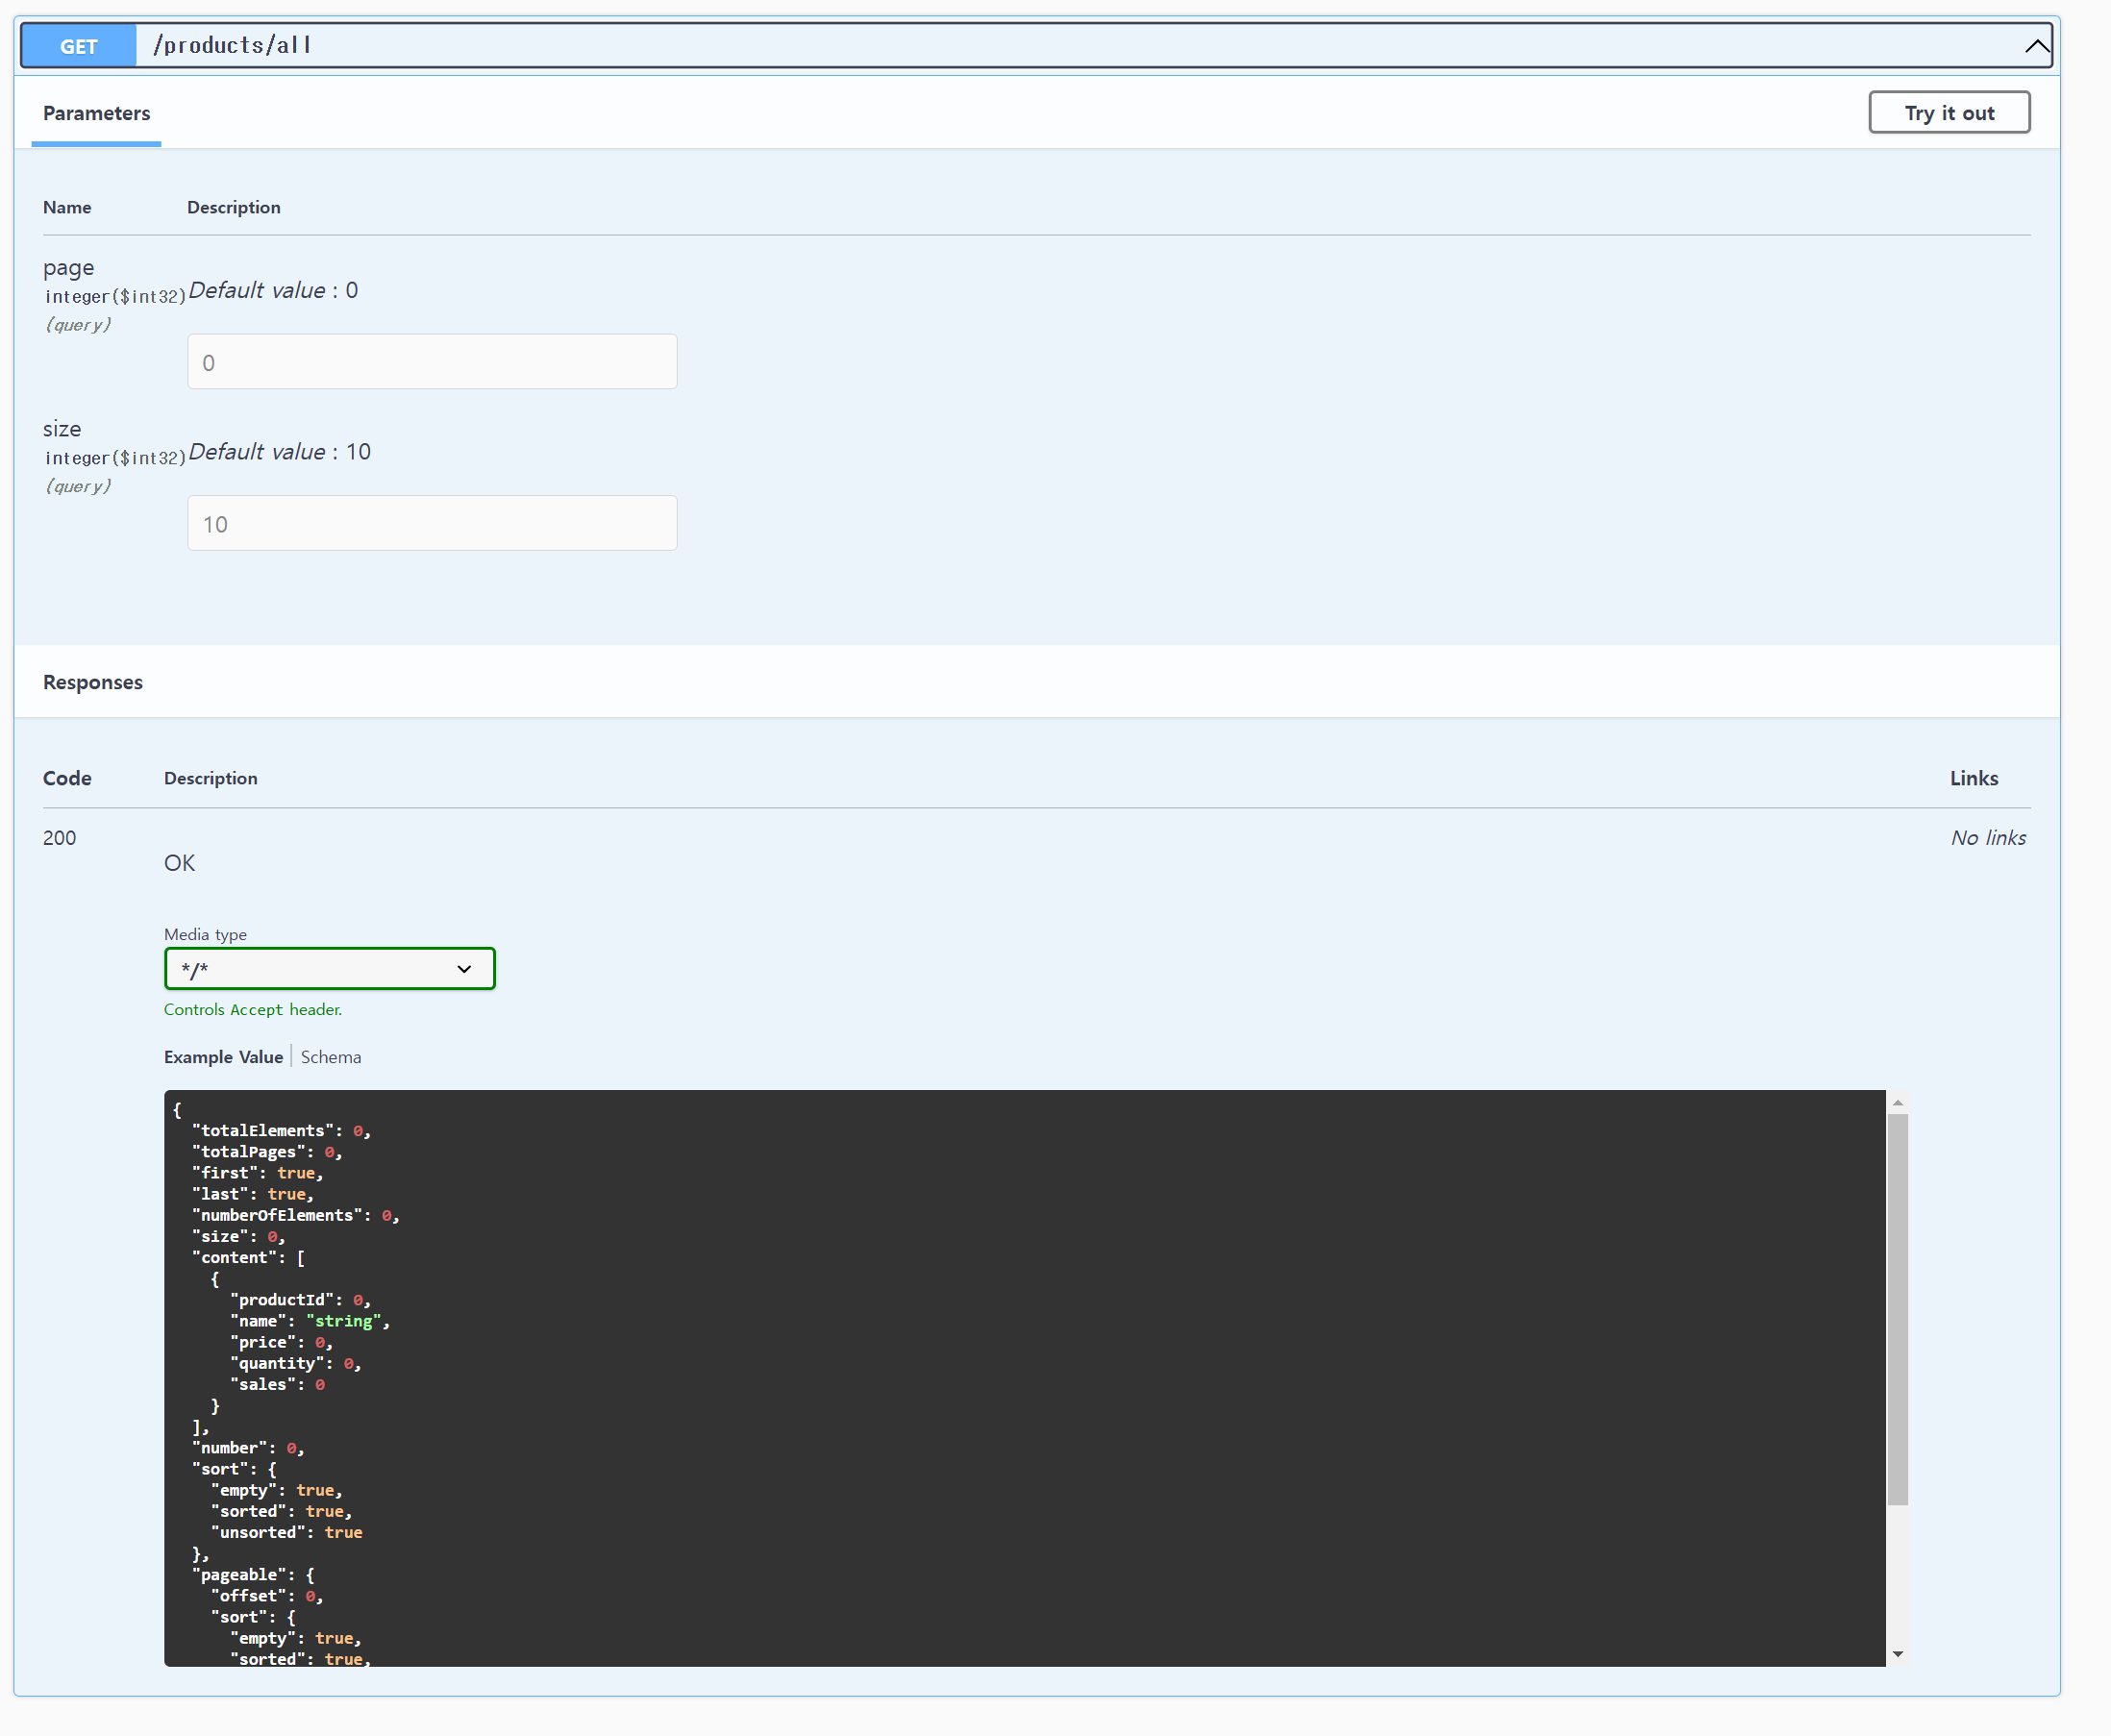 GET /products/all
Parameters
Try it out
Name Description
page
integer($int32)
(query)
Default value : 0
0
size
integer($int32)
(query)
Default value : 10
10
Responses
Code Description Links
200
OK
No links
Media type
*/*
Controls Accept header.
Example Value Schema
{
  "totalElements": 0,
  "totalPages": 0,
  "first": true,
  "last": true,
  "numberOfElements": 0,
  "size": 0,
  "content": [
    {
      "productId": 0,
      "name": "string",
      "price": 0,
      "quantity": 0,
      "sales": 0
    }
  ],
  "number": 0,
  "sort": {
    "empty": true,
    "sorted": true,
    "unsorted": true
  },
  "pageable": {
    "offset": 0,
    "sort": {
      "empty": true,
      "sorted": true,